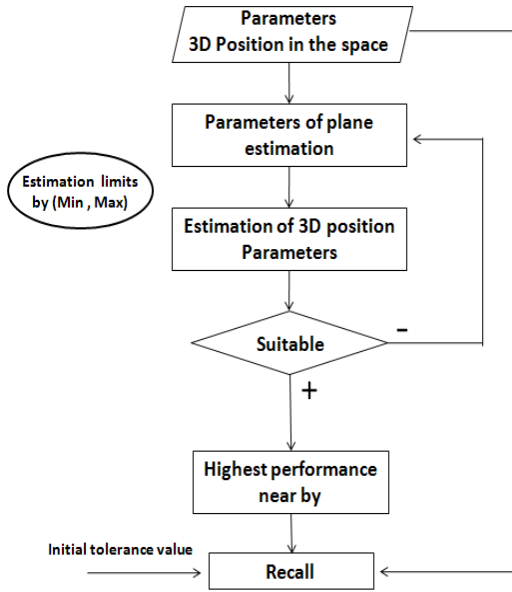 Parameters
3D Position in the space
Parameters of plane
estimation
Estimation limits
by (Min , Max)
Estimation of 3D position
Parameters
Suitable
-
+
Highest performance
near by
Initial tolerance value
Recall